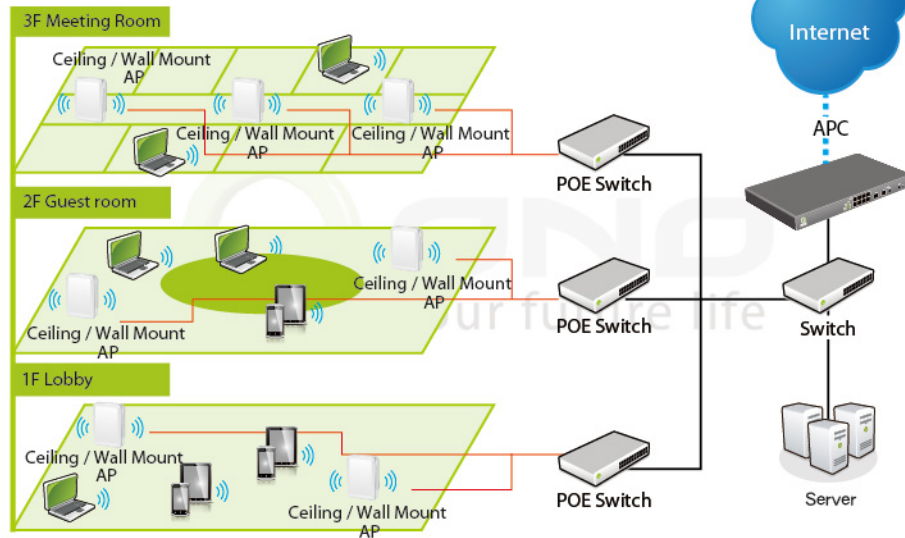 3F Meeting Room
Ceiling / Wall Mount
AP
Ceiling / Wall Mount
AP
Ceiling / Wall Mount
AP
POE Switch
Internet
APC
2F Guest room
Ceiling / Wall Mount
AP
Ceiling / Wall Mount
AP
POE Switch
Switch
your future life
1F Lobby
Ceiling / Wall Mount
AP
Ceiling / Wall Mount
AP
POE Switch
Server